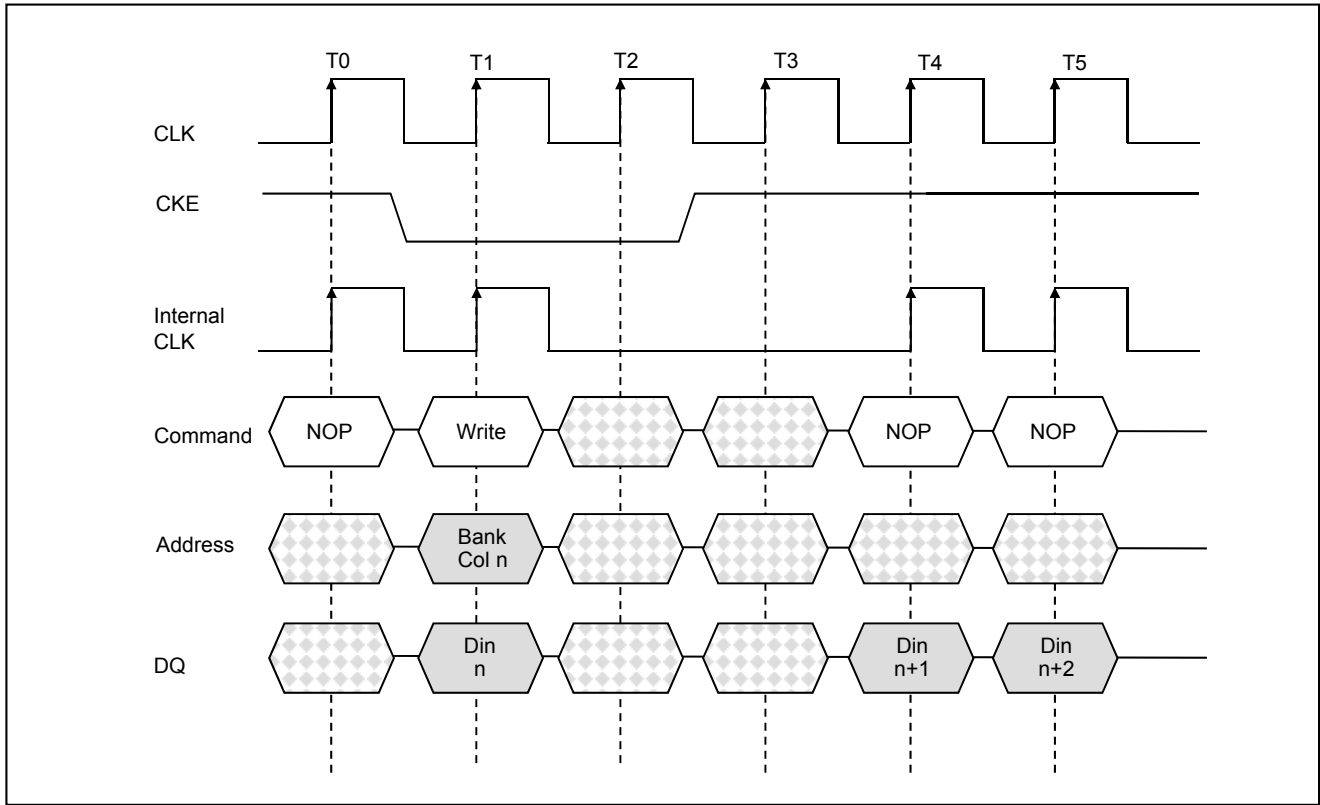 T0 T1 T2 T3 T4 T5
CLK
CKE
Internal
CLK
Command NOP Write NOP NOP
Address Bank
Col n
DQ Din
n
Din
n+1
Din
n+2